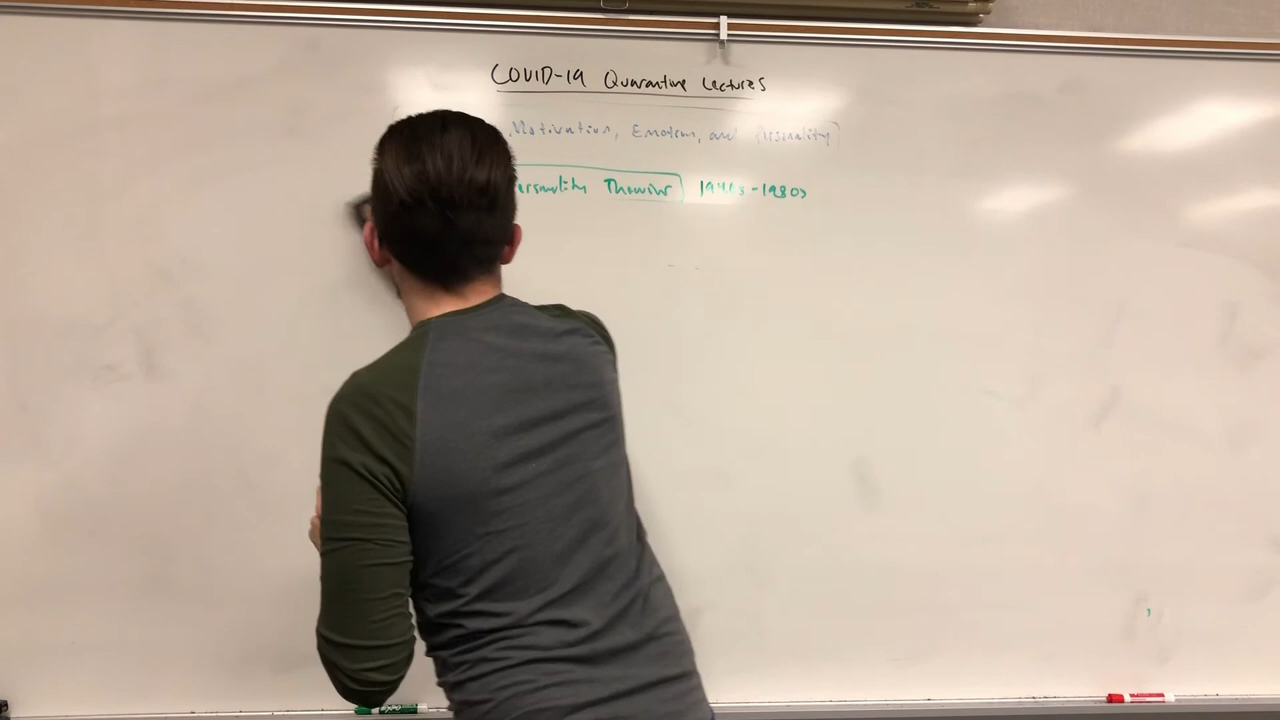 COVID-19 Quarantine Lectures
Motivation, Emotion, and Personality
Theories 1940s-1980s